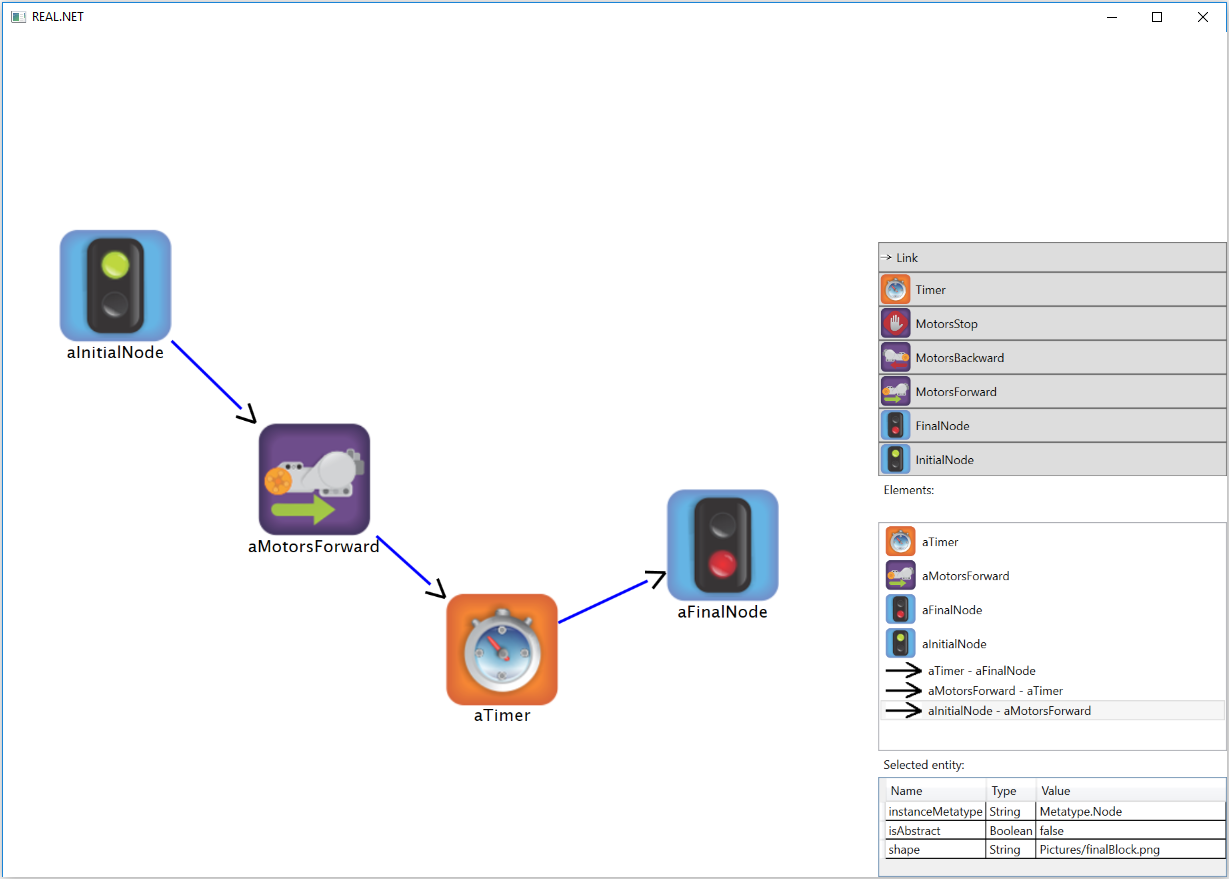 REAL.NET
aInitialNode
aMotorsForward
aTimer
aFinalNode
Link
Timer
MotorsStop
MotorsBackward
MotorsForward
FinalNode
InitialNode
Elements:
aTimer
aMotorsForward
aFinalNode
aInitialNode
aTimer - aFinalNode
aMotorsForward - aTimer
aInitialNode - aMotorsForward
Selected entity:
Name Type Value
instanceMetatype String Metatype.Node
isAbstract Boolean false
shape String Pictures/finalBlock.png